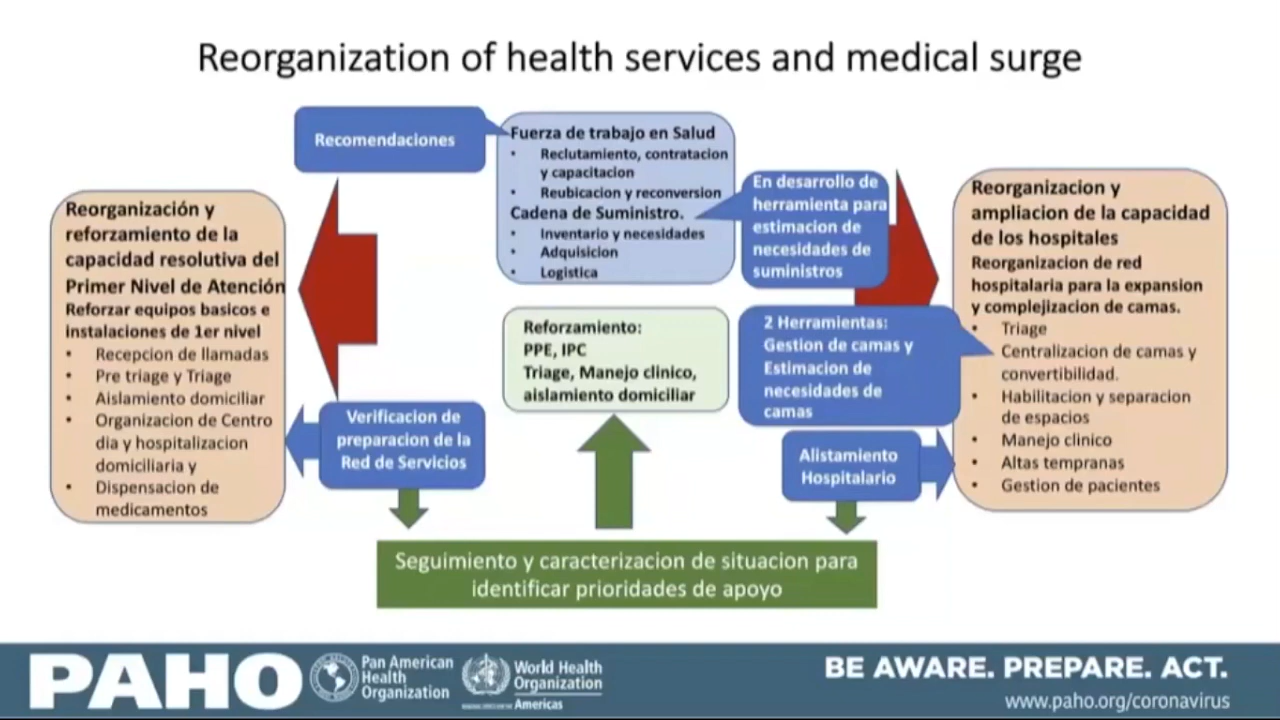 Reorganization of health services and medical surge
Recomendaciones
Fuerza de trabajo en Salud
• Reclutamiento, contratacion
y capacitacion
• Reubicacion y reconversion
Cadena de Suministro.
• Inventario y necesidades
• Adquisicion
• Logistica
En desarrollo de
herramienta para
estimacion de
necesidades de
suministros
Reorganización y
reforzamiento de la
capacidad resolutiva del
Primer Nivel de Atención
Reforzar equipos basicos e
instalaciones de 1er nivel
• Recepcion de llamadas
• Pre triage y Triage
• Aislamiento domiciliar
• Organizacion de Centro
dia y hospitalizacion
domiciliaria y
• Dispensacion de
medicamentos
Reorganizacion y
ampliacion de la capacidad
de los hospitales
Reorganizacion de red
hospitalaria para la expansion
y complejizacion de camas.
• Triage
• Centralizacion de camas y
convertibilidad.
• Habilitacion y separacion
de espacios
• Manejo clinico
• Altas tempranas
• Gestion de pacientes
Reforzamiento:
PPE, IPC
Triage, Manejo clinico,
aislamiento domiciliar
2 Herramientas:
Gestion de camas y
Estimacion de
necesidades de
camas
Verificacion de
preparacion de la
Red de Servicios
Alistamiento
Hospitalario
Seguimiento y caracterizacion de situacion para
identificar prioridades de apoyo
PAHO
Pan American
Health
Organization
World Health
Organization
Americas
BE AWARE. PREPARE. ACT.
www.paho.org/coronavirus